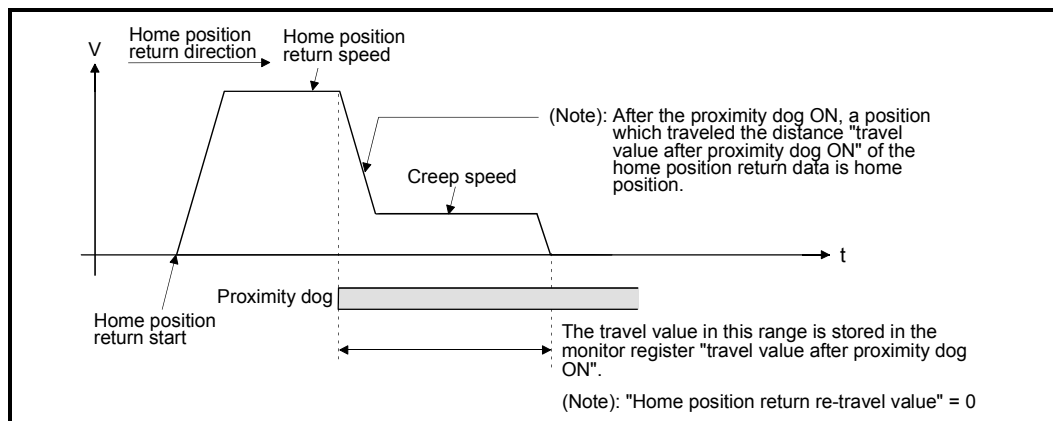 V
Home position
return direction
Home position
return speed
(Note): After the proximity dog ON, a position
which traveled the distance "travel
value after proximity dog ON" of the
home position return data is home
position.
Creep speed
t
Proximity dog
Home position
return start
The travel value in this range is stored in the
monitor register "travel value after proximity dog
ON".
(Note): "Home position return re-travel value" = 0